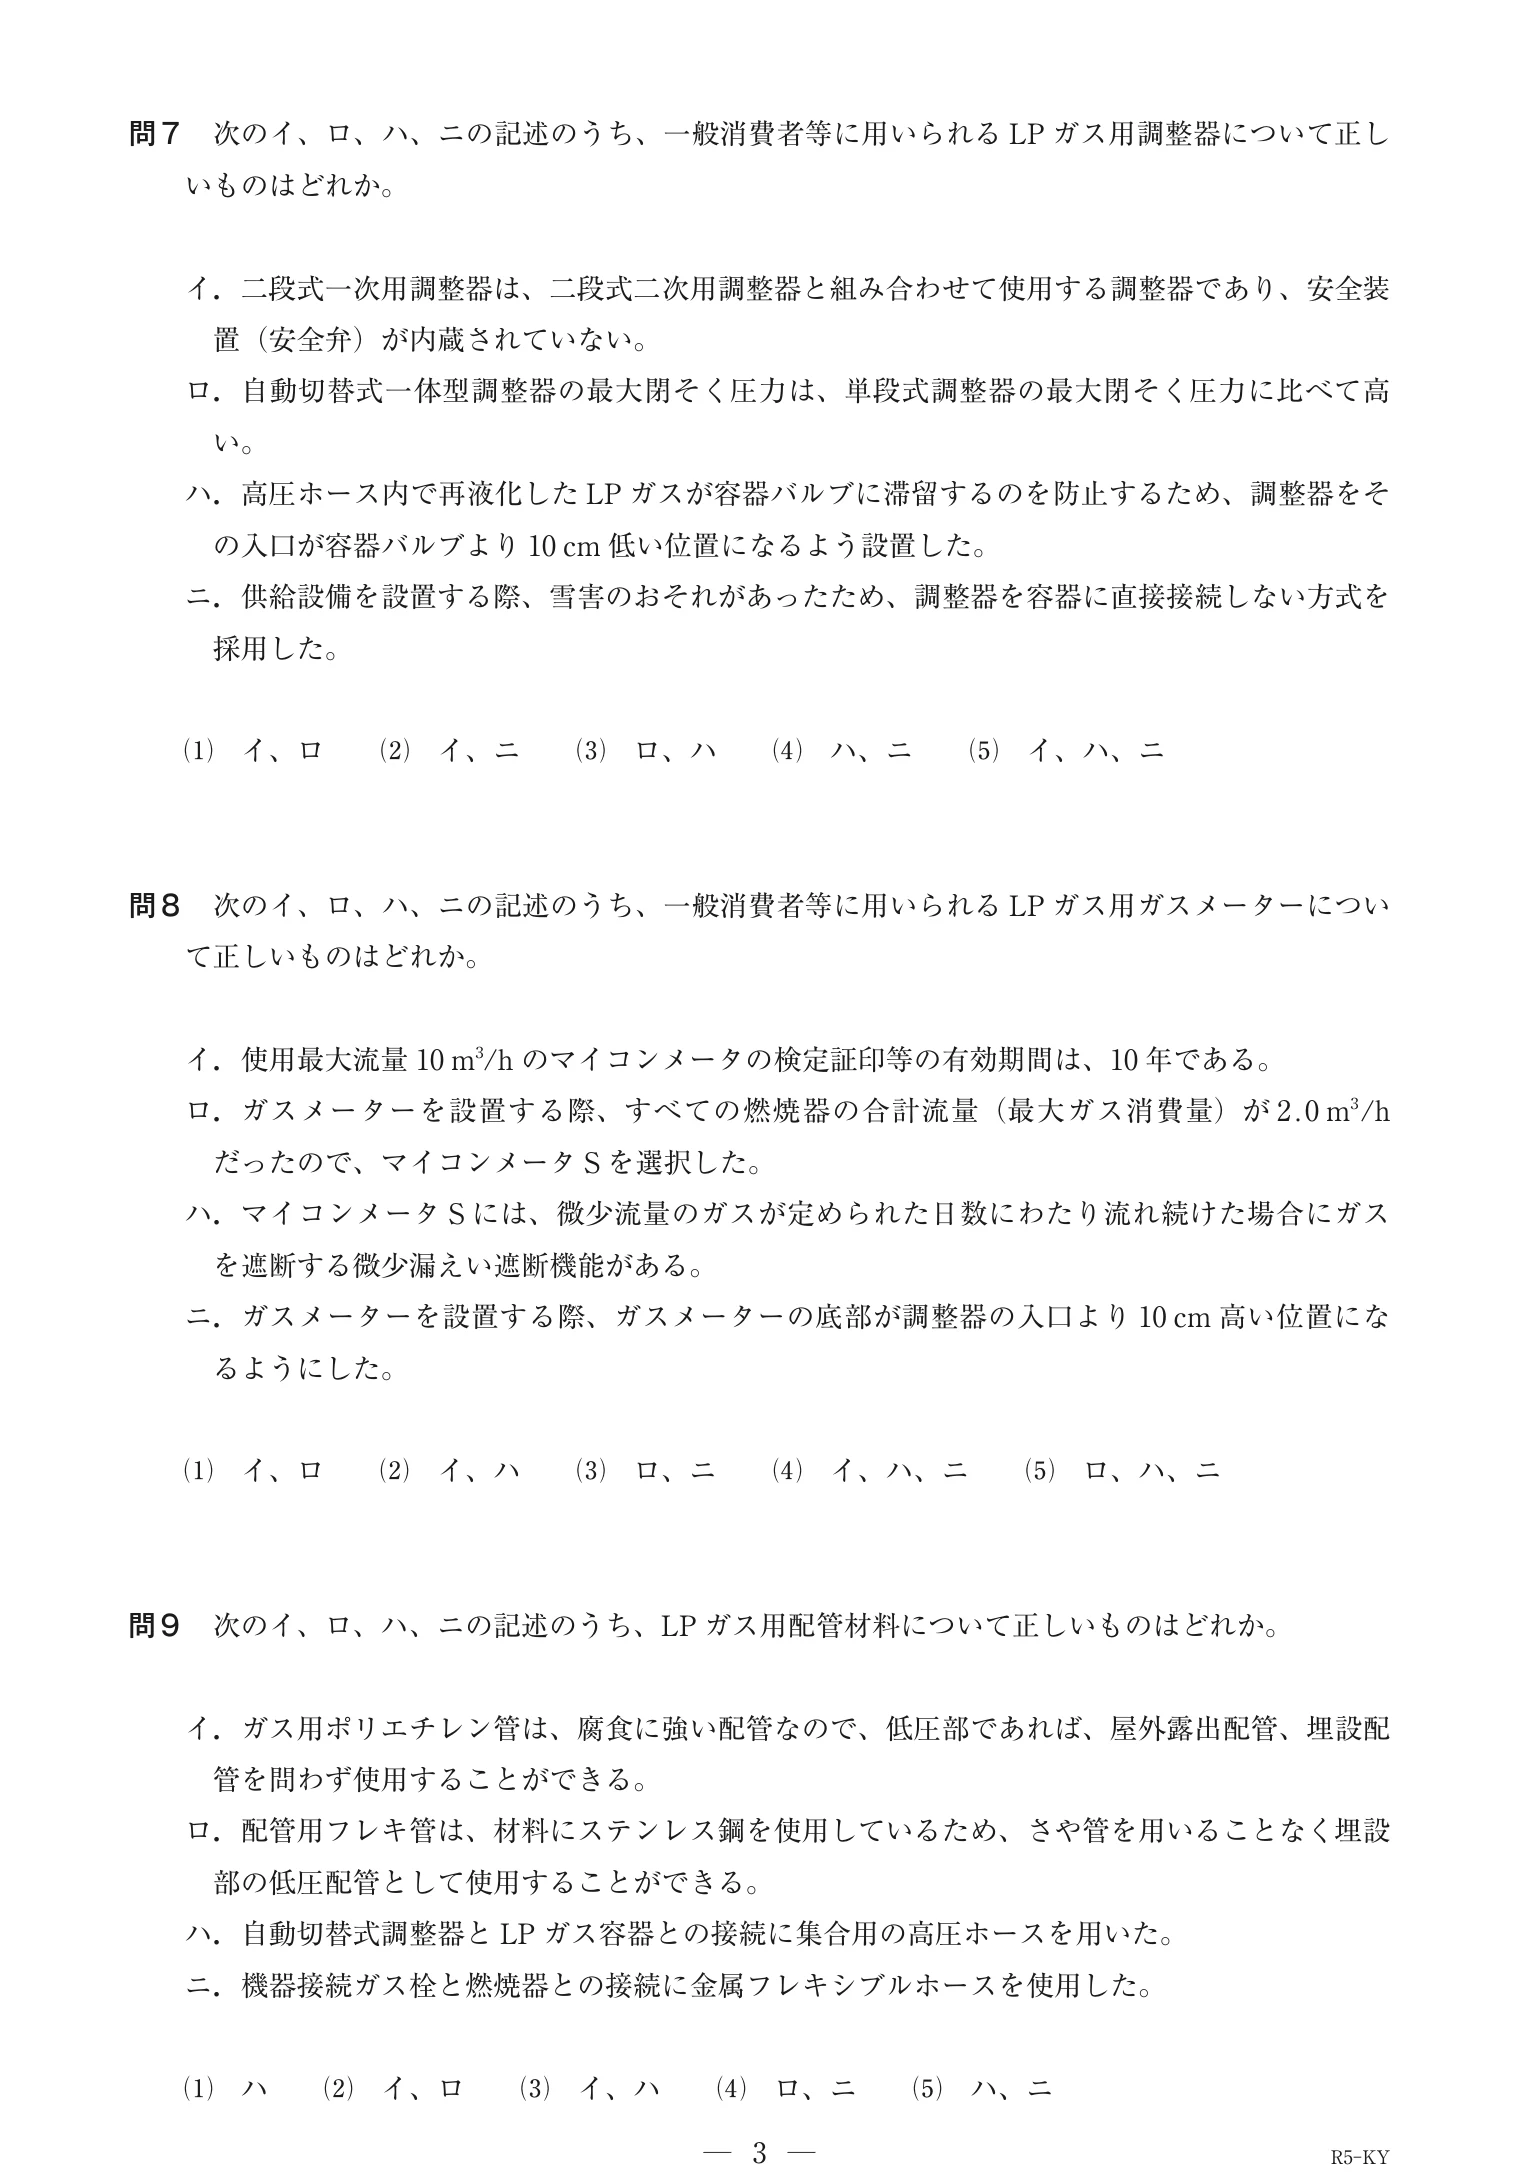 問7　次のイ、ロ、ハ、ニの記述のうち、一般消費者等に用いられる LP ガス用調整器について正し
いものはどれか。
イ．二段式一次用調整器は、二段式二次用調整器と組み合わせて使用する調整器であり、安全装
置（安全弁）が内蔵されていない。
ロ．自動切替式一体型調整器の最大閉そく圧力は、単段式調整器の最大閉そく圧力に比べて高
い。
ハ．高圧ホース内で再液化した LP ガスが容器バルブに滞留するのを防止するため、調整器をそ
の入口が容器バルブより 10 cm 低い位置になるよう設置した。
ニ．供給設備を設置する際、雪害のおそれがあったため、調整器を容器に直接接続しない方式を
採用した。
(1)　イ、ロ　　(2)　イ、ニ　　(3)　ロ、ハ　　(4)　ハ、ニ　　(5)　イ、ハ、ニ
問8　次のイ、ロ、ハ、ニの記述のうち、一般消費者等に用いられる LP ガス用ガスメーターについ
て正しいものはどれか。
イ．使用最大流量 10 m³/h のマイコンメータの検定証印等の有効期間は、10 年である。
ロ．ガスメーターを設置する際、すべての燃焼器の合計流量（最大ガス消費量）が 2.0 m³/h
だったので、マイコンメータ S を選択した。
ハ．マイコンメータ S には、微少流量のガスが定められた日数にわたり流れ続けた場合にガス
を遮断する微少漏えい遮断機能がある。
ニ．ガスメーターを設置する際、ガスメーターの底部が調整器の入口より 10 cm 高い位置にな
るようにした。
(1)　イ、ロ　　(2)　イ、ハ　　(3)　ロ、ニ　　(4)　イ、ハ、ニ　　(5)　ロ、ハ、ニ
問9　次のイ、ロ、ハ、ニの記述のうち、LP ガス用配管材料について正しいものはどれか。
イ．ガス用ポリエチレン管は、腐食に強い配管なので、低圧部であれば、屋外露出配管、埋設配
管を問わず使用することができる。
ロ．配管用フレキ管は、材料にステンレス鋼を使用しているため、さや管を用いることなく埋設
部の低圧配管として使用することができる。
ハ．自動切替式調整器と LP ガス容器との接続に集合用の高圧ホースを用いた。
ニ．機器接続ガス栓と燃焼器との接続に金属フレキシブルホースを使用した。
(1)　ハ　　(2)　イ、ロ　　(3)　イ、ハ　　(4)　ロ、ニ　　(5)　ハ、ニ
― 3 ―
R5-KY